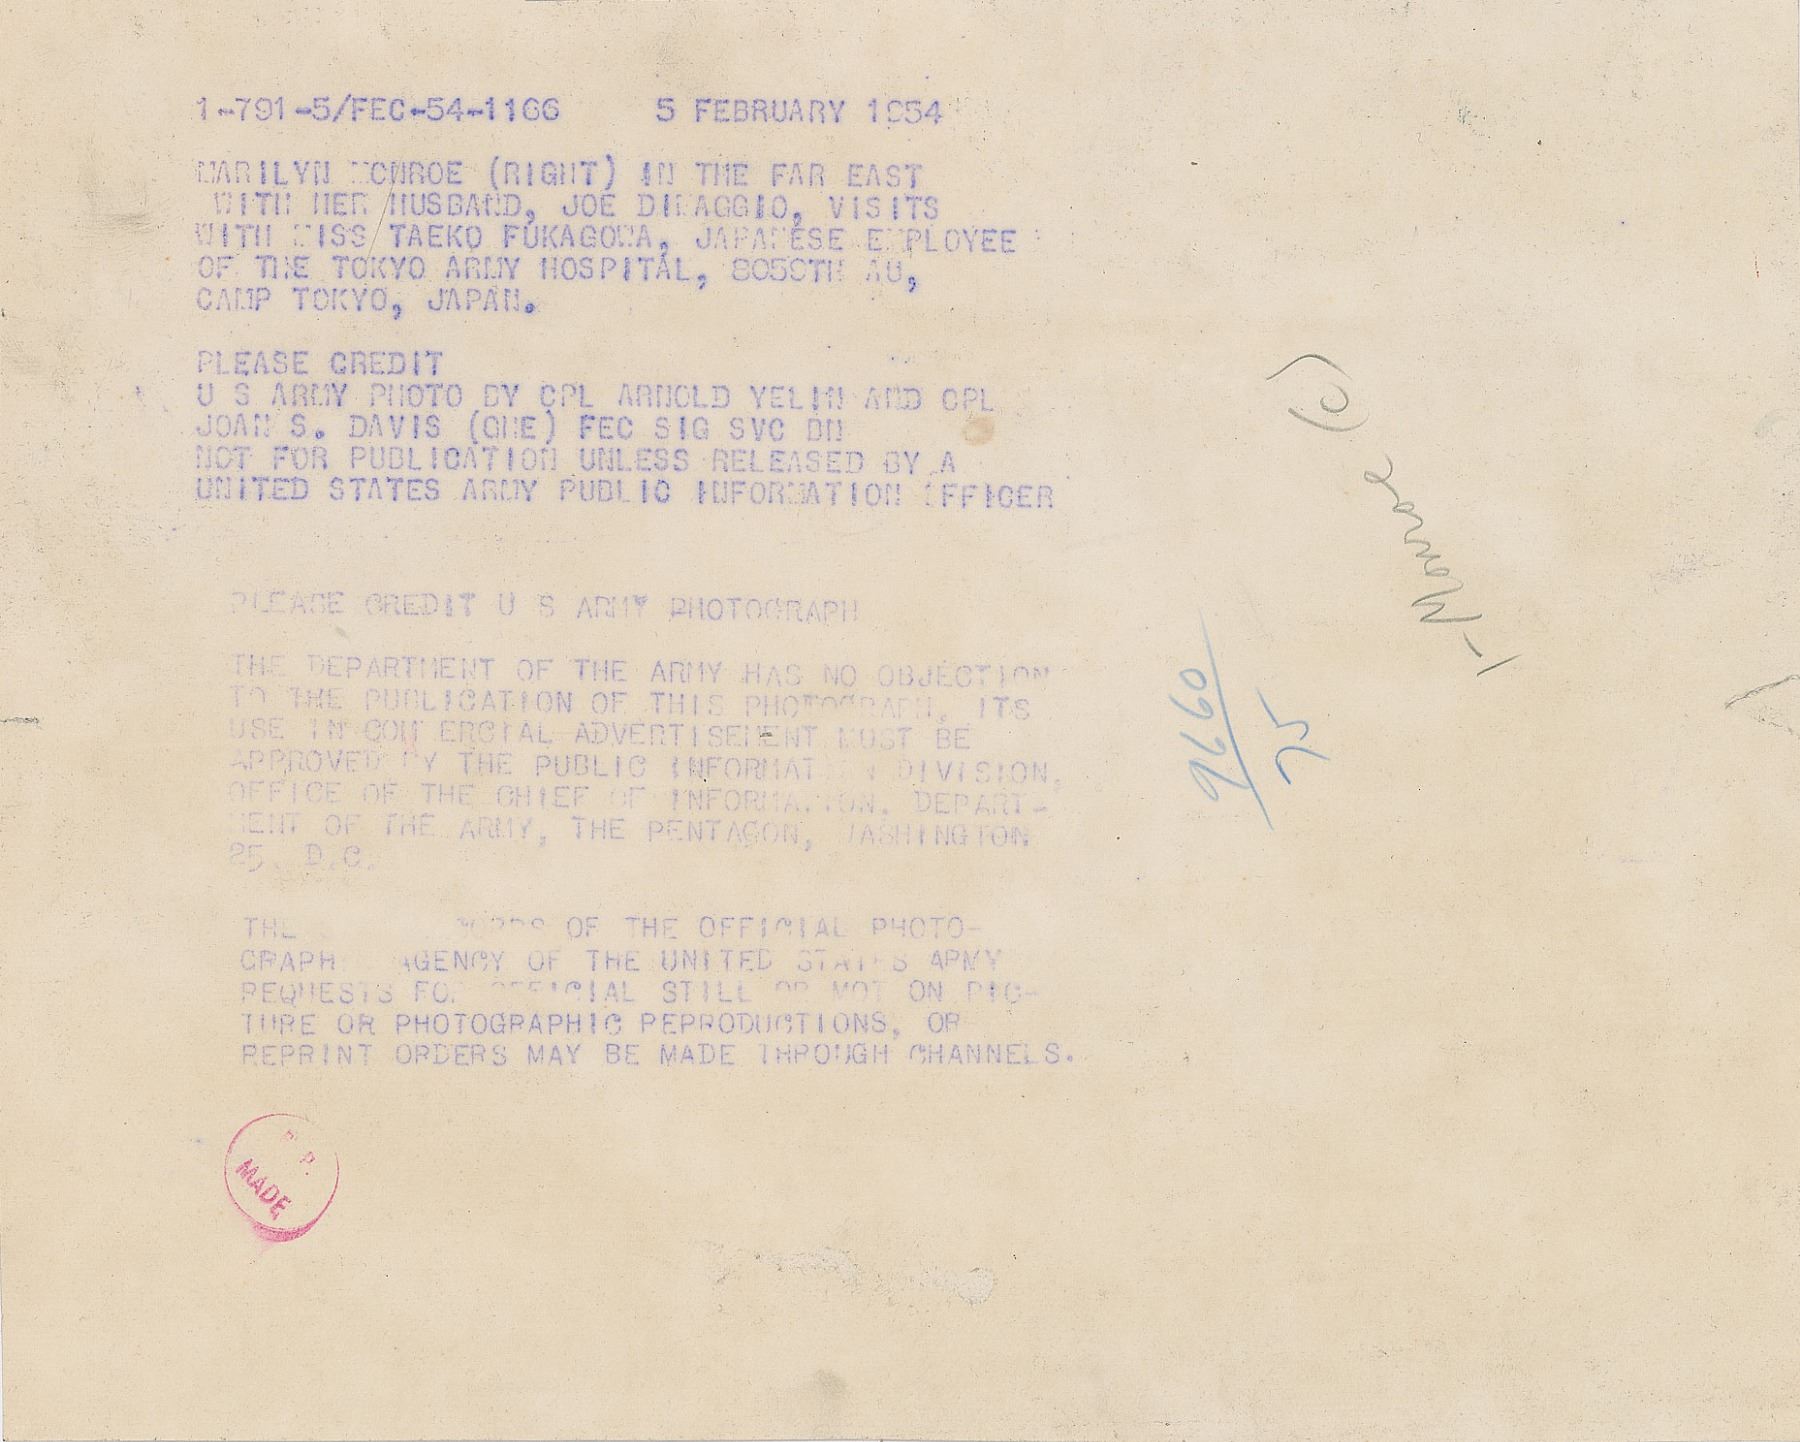 1-791-5/FEC-54-1166 5 FEBRUARY 1954
MARILYN MONROE (RIGHT) IN THE FAR EAST
WITH HER HUSBAND, JOE DIMAGGIO, VISITS
WITH MISS TAEKO FUKAGOWA, JAPANESE EMPLOYEE
OF THE TOKYO ARMY HOSPITAL, 8059TH AU,
CAMP TOKYO, JAPAN.
PLEASE CREDIT
U S ARMY PHOTO BY CPL ARNOLD YELIN AND CPL
JOAN S. DAVIS FEC SIG SVC BN
NOT FOR PUBLICATION UNLESS RELEASED BY A
UNITED STATES ARMY PUBLIC INFORMATION OFFICER
PLEASE CREDIT U S ARMY PHOTOGRAPH
THE DEPARTMENT OF THE ARMY HAS NO OBJECTION
TO THE PUBLICATION OF THIS PHOTOGRAPH. ITS
USE IN COMMERCIAL ADVERTISEMENT MUST BE
APPROVED BY THE PUBLIC INFORMATION DIVISION,
OFFICE OF THE CHIEF OF INFORMATION, DEPART-
MENT OF THE ARMY, THE PENTAGON, WASHINGTON
25, D.C.
THE OF THE OFFICIAL PHOTO-
GRAPH AGENCY OF THE UNITED STATES ARMY
REQUESTS FOR OFFICIAL STILL OR MOTION PIC-
TURE OR PHOTOGRAPHIC REPRODUCTIONS, OR
REPRINT ORDERS MAY BE MADE THROUGH CHANNELS.
P.
MADE
9660
75
1-Monroe (c)